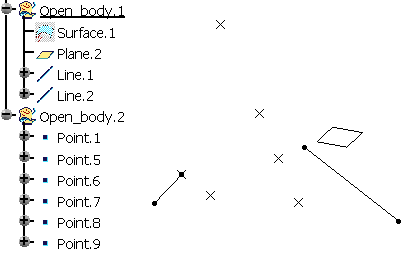 Open_body.1
Surface.1
Plane.2
Line.1
Line.2
Open_body.2
Point.1
Point.5
Point.6
Point.7
Point.8
Point.9